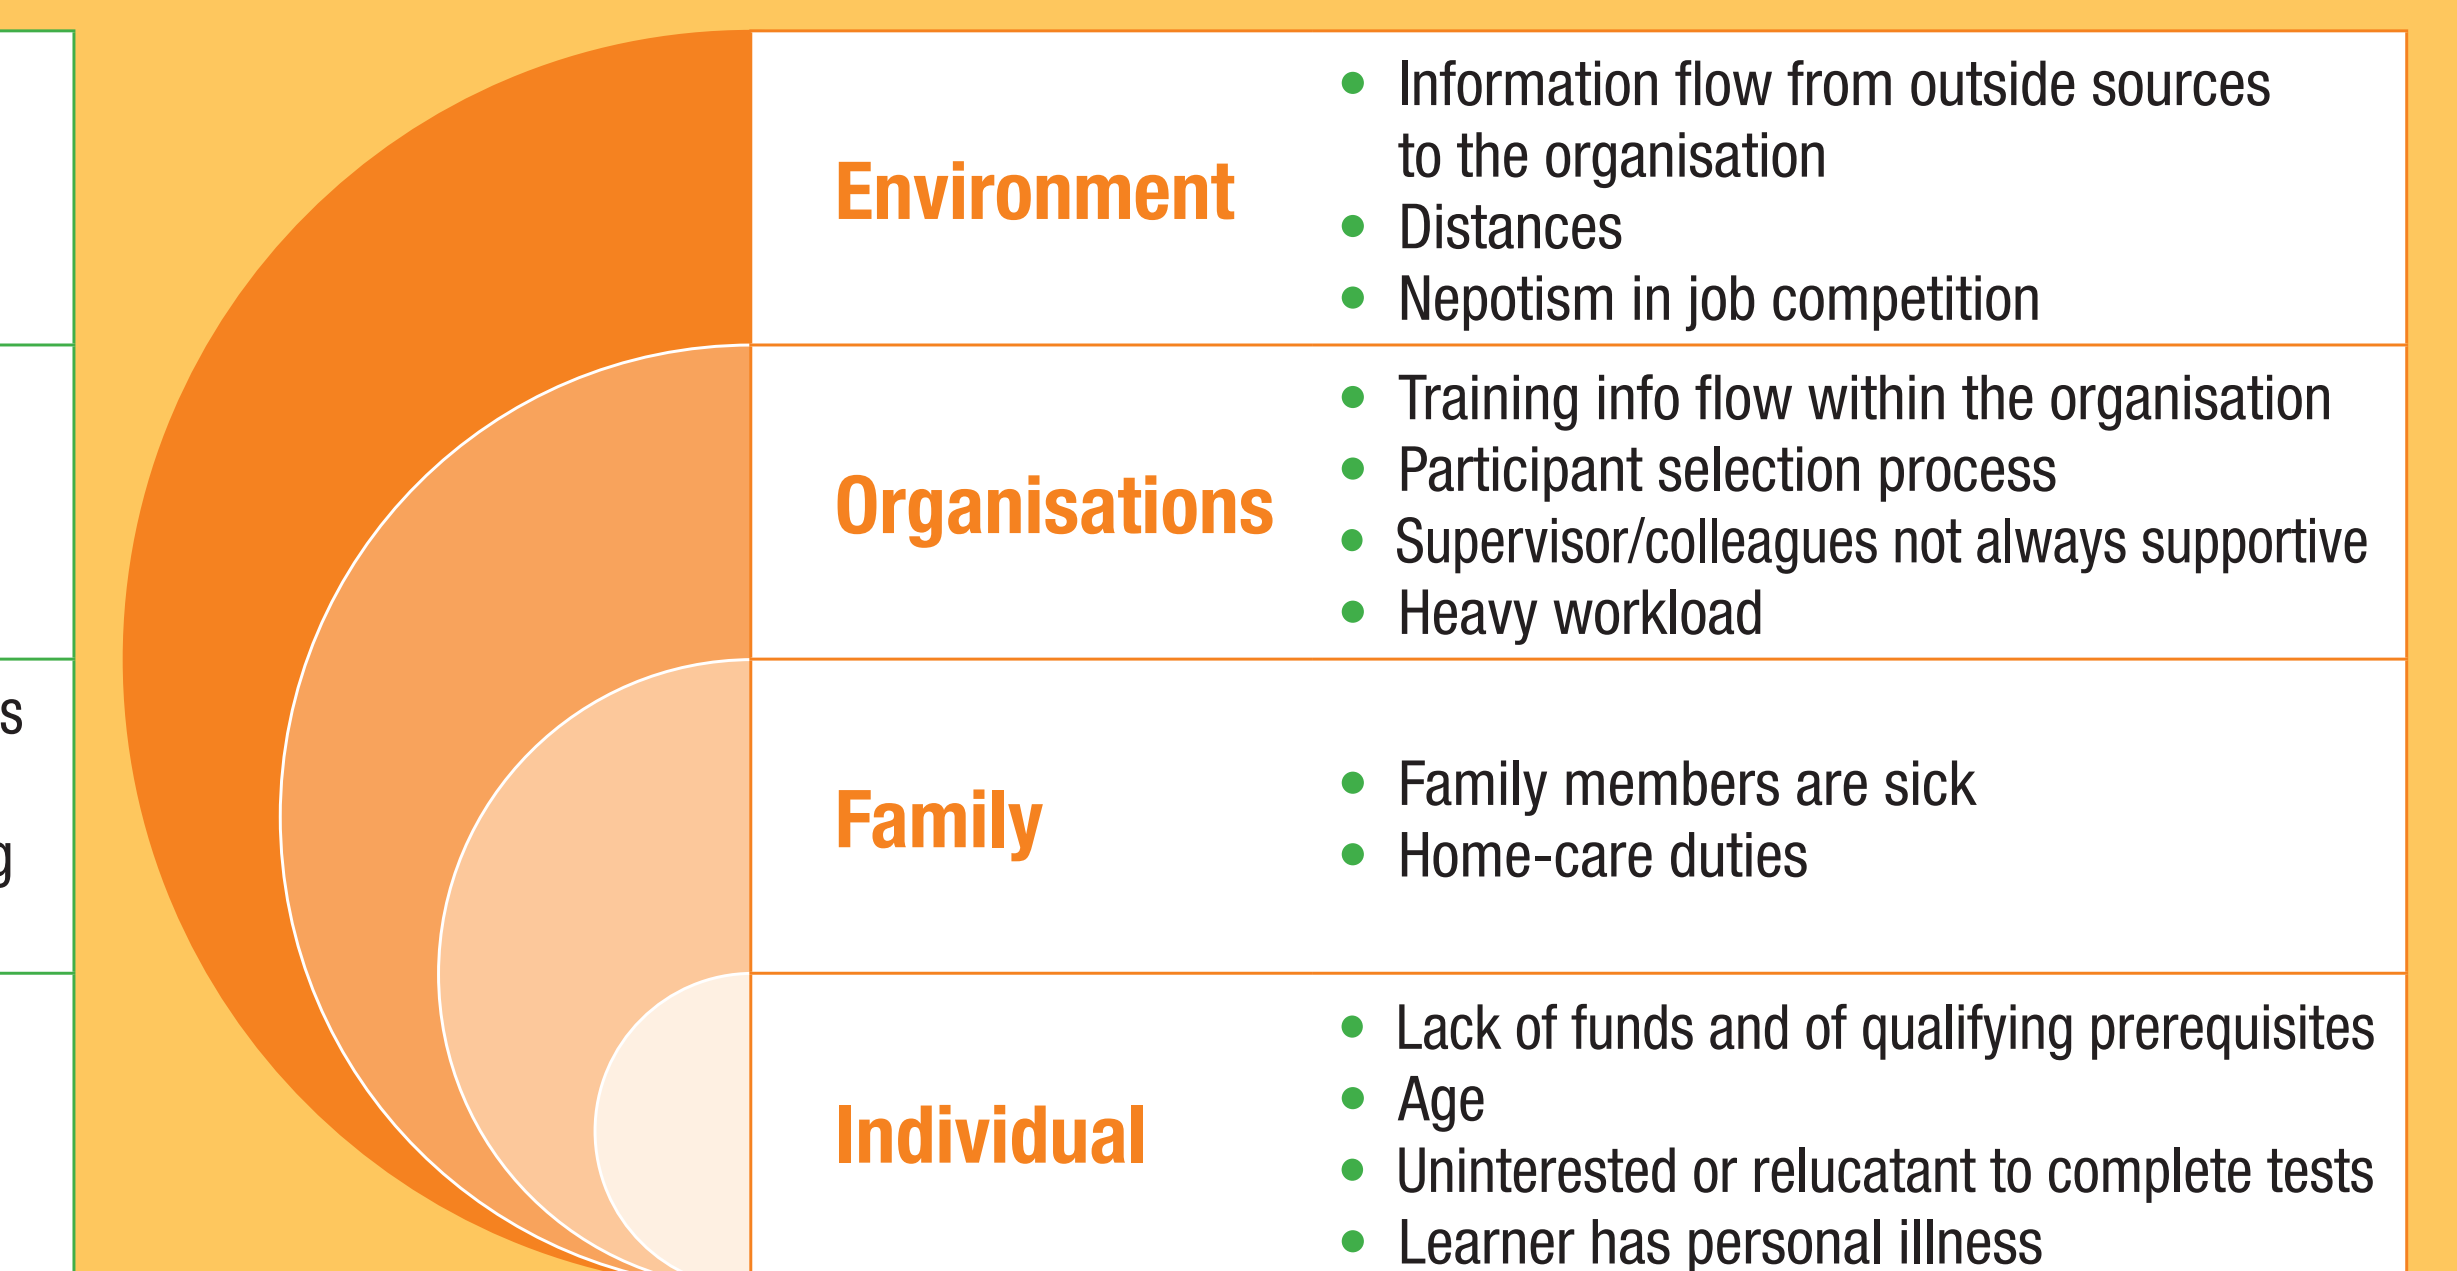 Environment
• Information flow from outside sources
to the organisation
• Distances
• Nepotism in job competition
Organisations
• Training info flow within the organisation
• Participant selection process
• Supervisor/colleagues not always supportive
• Heavy workload
s
g
Family
• Family members are sick
• Home-care duties
Individual
• Lack of funds and of qualifying prerequisites
• Age
• Uninterested or relucatant to complete tests
• Learner has personal illness